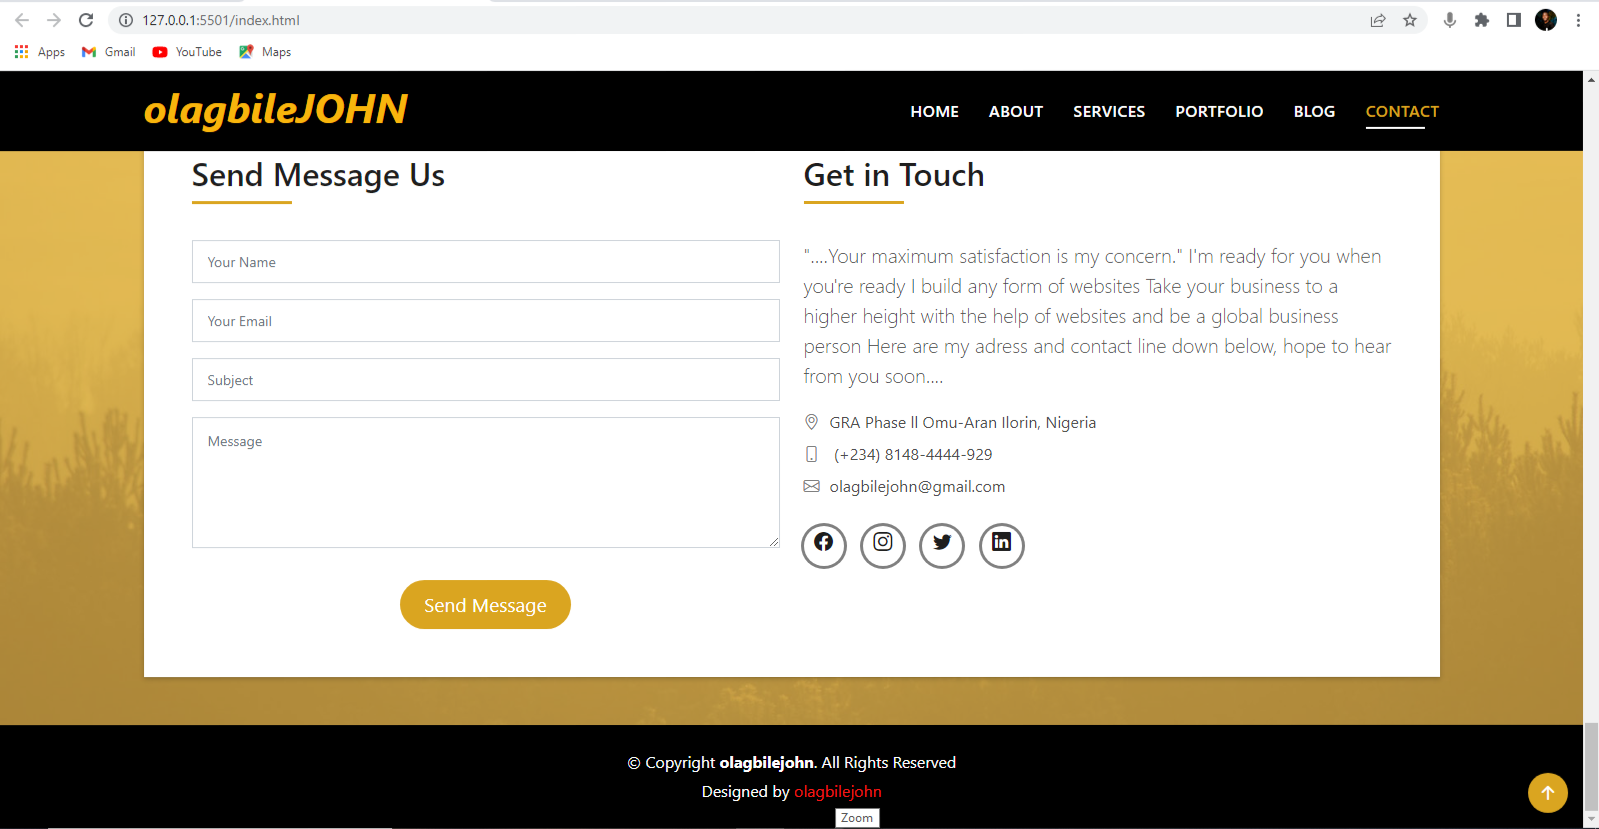 127.0.0.1:5501/index.html
Apps Gmail YouTube Maps
olagbileJOHN HOME ABOUT SERVICES PORTFOLIO BLOG CONTACT
Send Message Us
Your Name
Your Email
Subject
Message
Send Message
Get in Touch
"....Your maximum satisfaction is my concern." I'm ready for you when
you're ready I build any form of websites Take your business to a
higher height with the help of websites and be a global business
person Here are my adress and contact line down below, hope to hear
from you soon....
GRA Phase ll Omu-Aran Ilorin, Nigeria
(+234) 8148-4444-929
olagbilejohn@gmail.com
© Copyright olagbilejohn. All Rights Reserved
Designed by olagbilejohn
Zoom